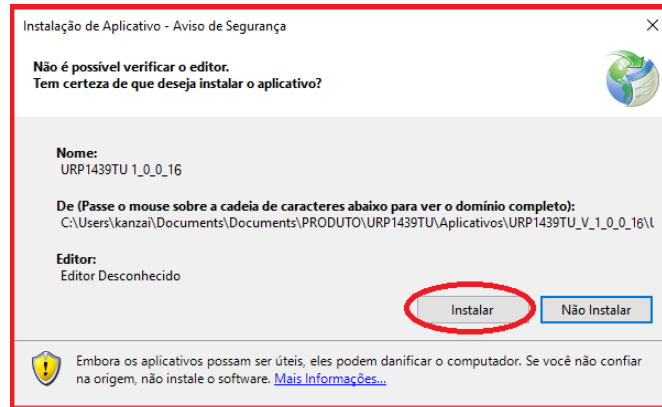 Instalação de Aplicativo - Aviso de Segurança
Não é possível verificar o editor.
Tem certeza de que deseja instalar o aplicativo?
Nome:
URP1439TU 1_0_0_16
De (Passe o mouse sobre a cadeia de caracteres abaixo para ver o domínio completo):
C:\Users\kanzai\Documents\Documents\PRODUTO\URP1439TU\Aplicativos\URP1439TU_V_1_0_0_16\U
Editor:
Editor Desconhecido
Instalar
Não Instalar
Embora os aplicativos possam ser úteis, eles podem danificar o computador. Se você não confiar
na origem, não instale o software. Mais Informações...